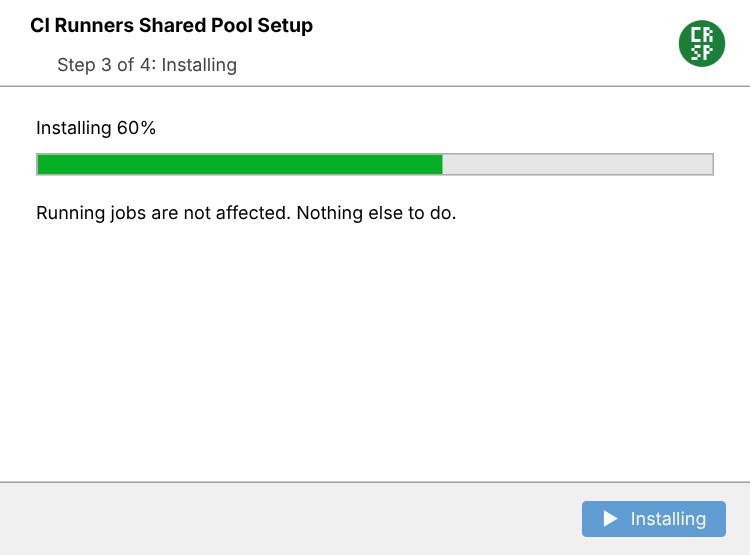 CI Runners Shared Pool Setup
Step 3 of 4: Installing
CR
SP
Installing 60%
Running jobs are not affected. Nothing else to do.
Installing